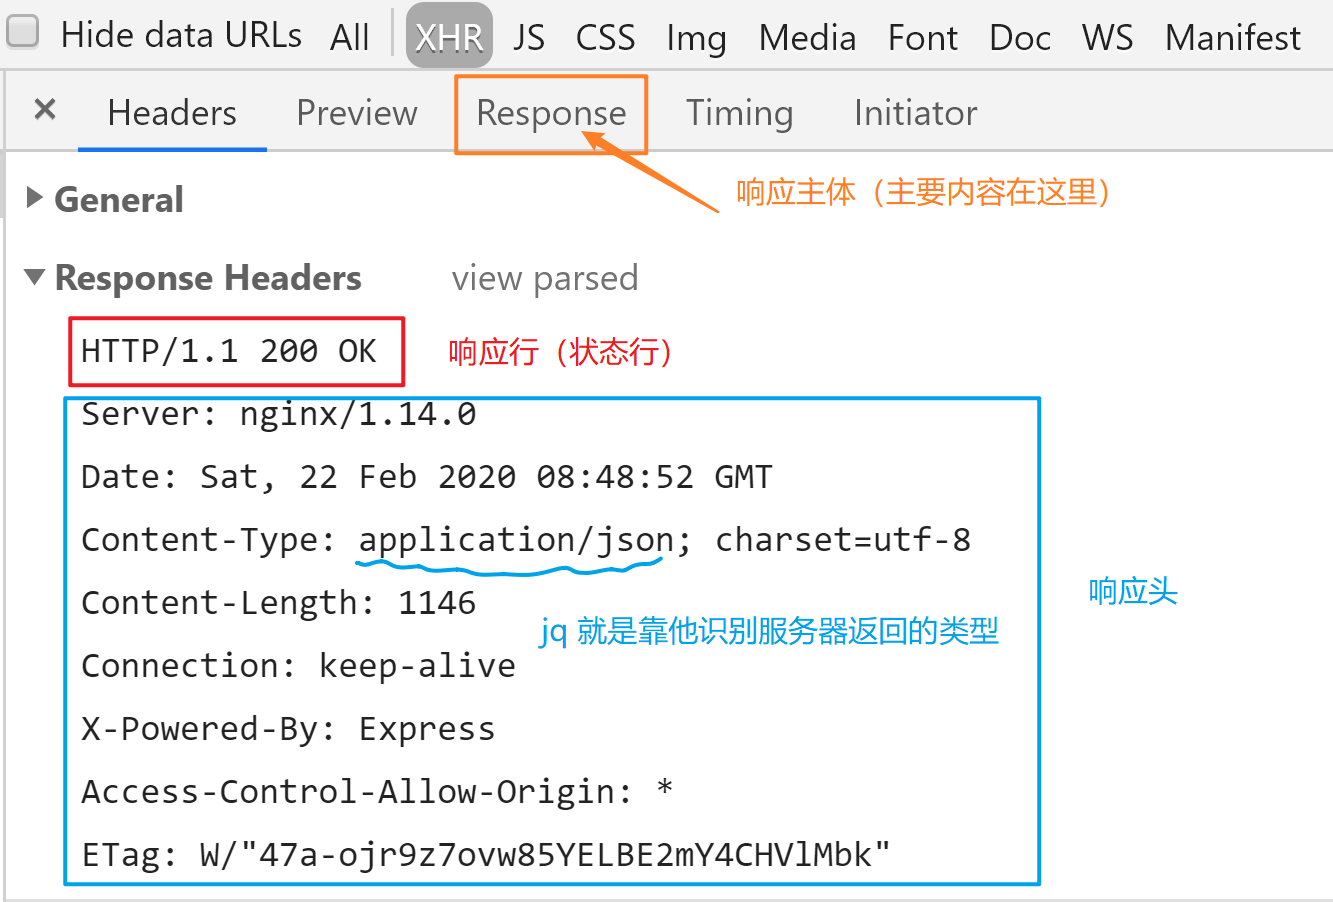 Hide data URLs All XHR JS CSS Img Media Font Doc WS Manifest
× Headers Preview Response Timing Initiator
响应主体（主要内容在这里）
General
Response Headers view parsed
HTTP/1.1 200 OK 响应行（状态行）
Server: nginx/1.14.0
Date: Sat, 22 Feb 2020 08:48:52 GMT
Content-Type: application/json; charset=utf-8
响应头
Content-Length: 1146
jq 就是靠他识别服务器返回的类型
Connection: keep-alive
X-Powered-By: Express
Access-Control-Allow-Origin: *
ETag: W/"47a-ojr9z7ovw85YELBE2mY4CHVlMbk"